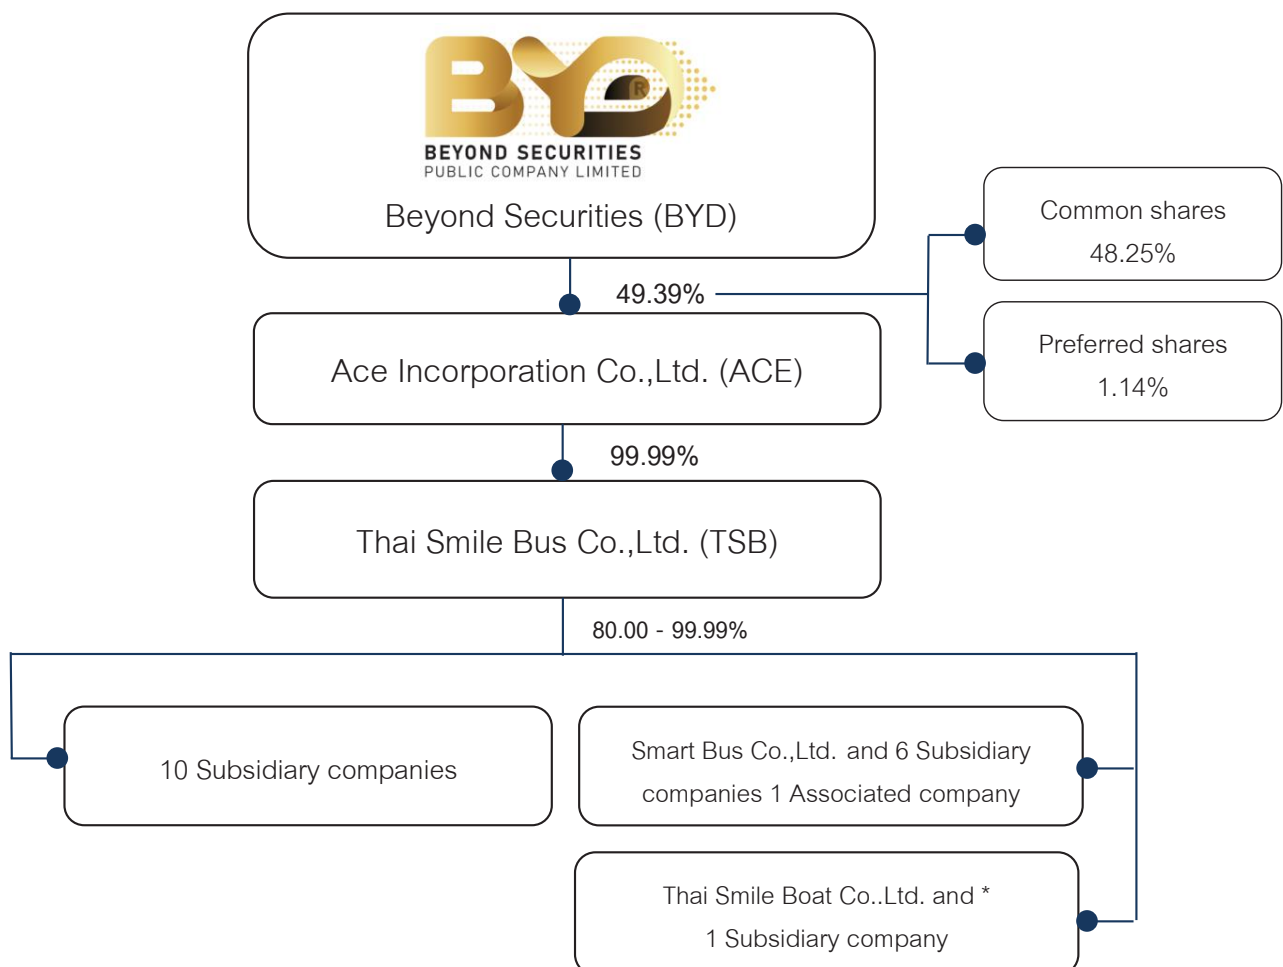 BYD
®
BEYOND SECURITIES
PUBLIC COMPANY LIMITED
Beyond Securities (BYD)
49.39%
Common shares
48.25%
Preferred shares
1.14%
Ace Incorporation Co.,Ltd. (ACE)
99.99%
Thai Smile Bus Co.,Ltd. (TSB)
80.00 - 99.99%
10 Subsidiary companies
Smart Bus Co.,Ltd. and 6 Subsidiary
companies 1 Associated company
Thai Smile Boat Co..Ltd. and *
1 Subsidiary company